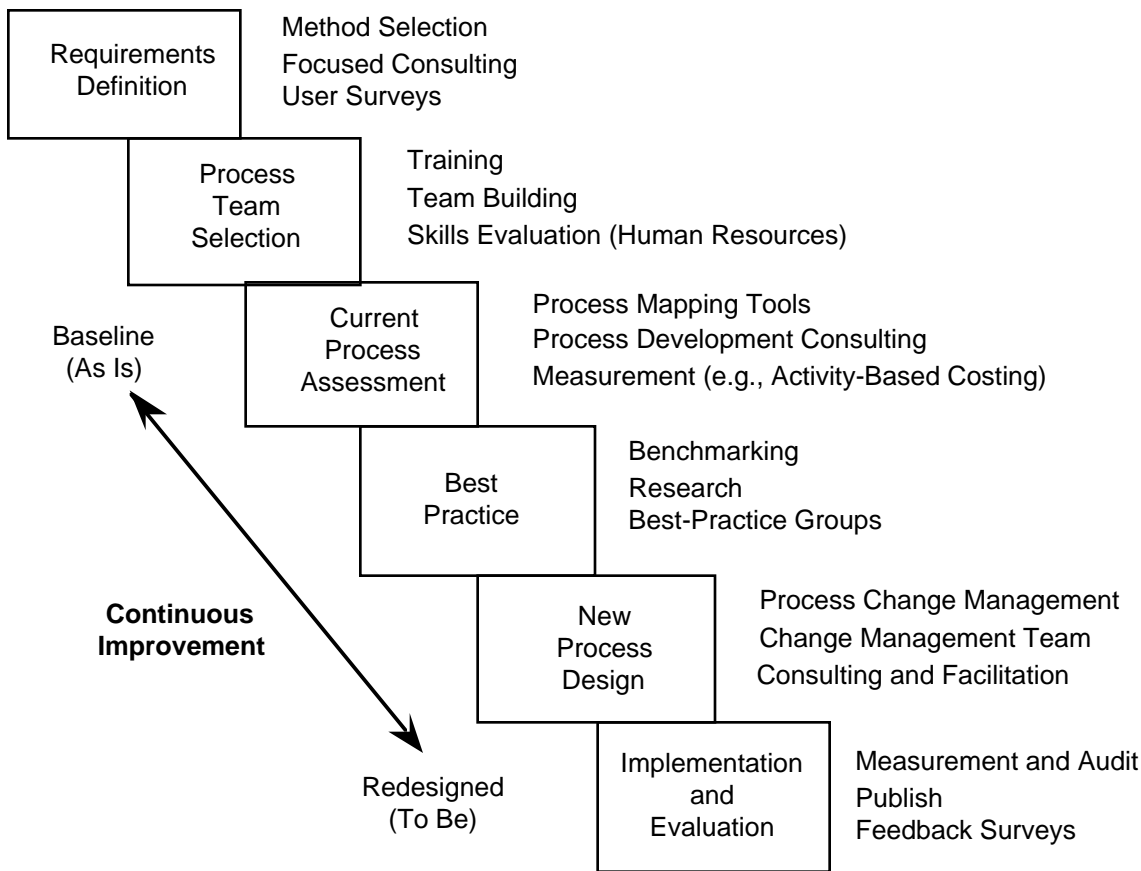 Requirements
Definition
Method Selection
Focused Consulting
User Surveys
Process
Team
Selection
Training
Team Building
Skills Evaluation (Human Resources)
Baseline
(As Is)
Current
Process
Assessment
Process Mapping Tools
Process Development Consulting
Measurement (e.g., Activity-Based Costing)
Best
Practice
Benchmarking
Research
Best-Practice Groups
Continuous
Improvement
New
Process
Design
Process Change Management
Change Management Team
Consulting and Facilitation
Redesigned
(To Be)
Implementation
and
Evaluation
Measurement and Audit
Publish
Feedback Surveys